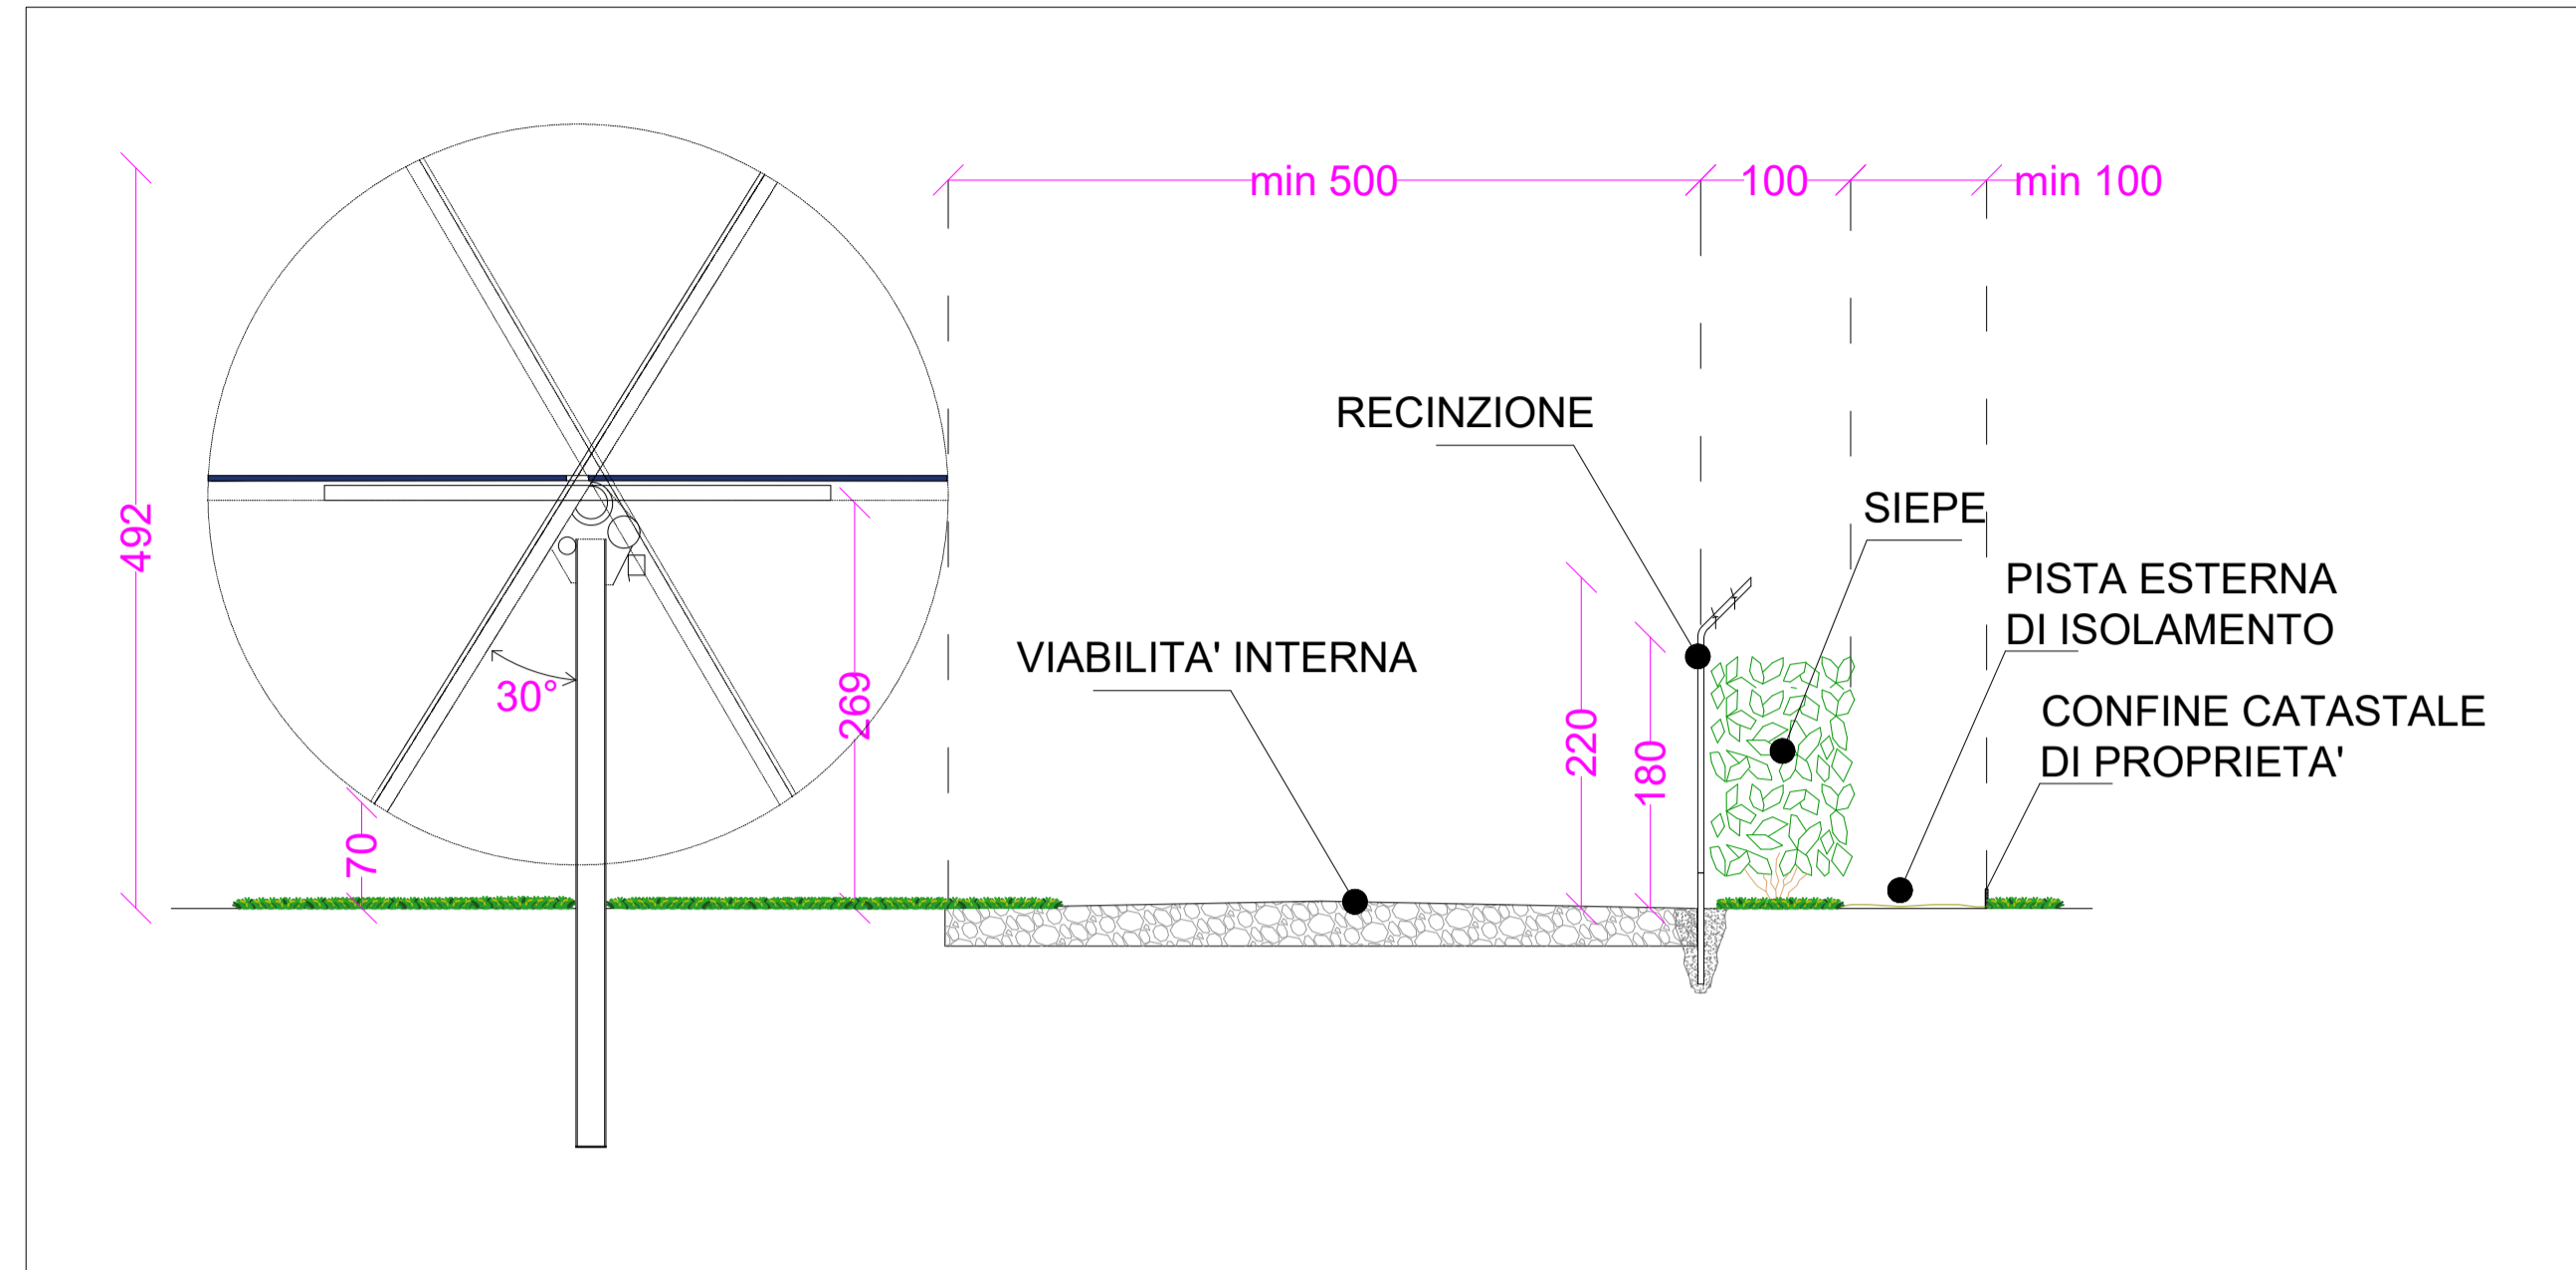 min 500
100
min 100
492
RECINZIONE
SIEPE
PISTA ESTERNA
DI ISOLAMENTO
VIABILITA' INTERNA
30°
269
220
180
CONFINE CATASTALE
DI PROPRIETA'
70